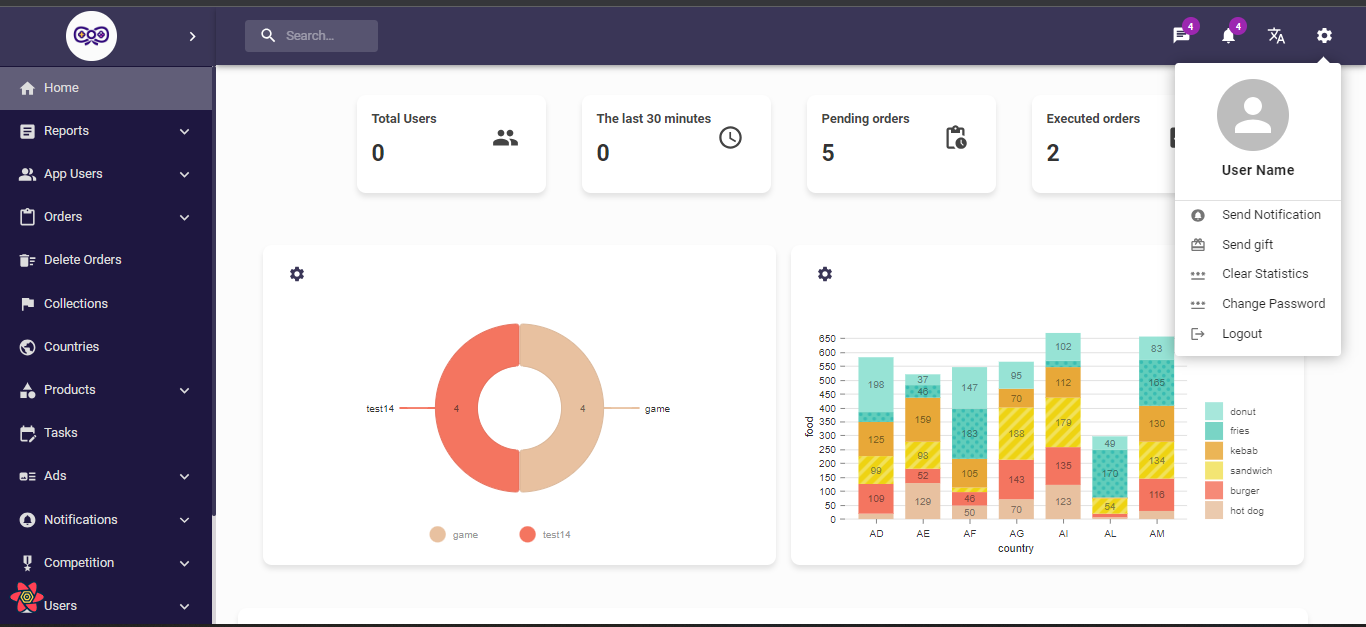 Search...
4
4
Home
Reports
App Users
Orders
Delete Orders
Collections
Countries
Products
Tasks
Ads
Notifications
Competition
Users
Total Users
0
The last 30 minutes
0
Pending orders
5
Executed orders
2
User Name
Send Notification
Send gift
Clear Statistics
Change Password
Logout
test14
4
4
game
game
test14
food
650
600
550
500
450
400
350
300
250
200
150
100
50
0
198
125
99
109
37
46
159
98
52
129
147
183
105
46
50
95
70
188
143
70
102
112
179
135
123
49
170
54
83
165
130
134
116
AD AE AF AG AI AL AM
country
donut
fries
kebab
sandwich
burger
hot dog